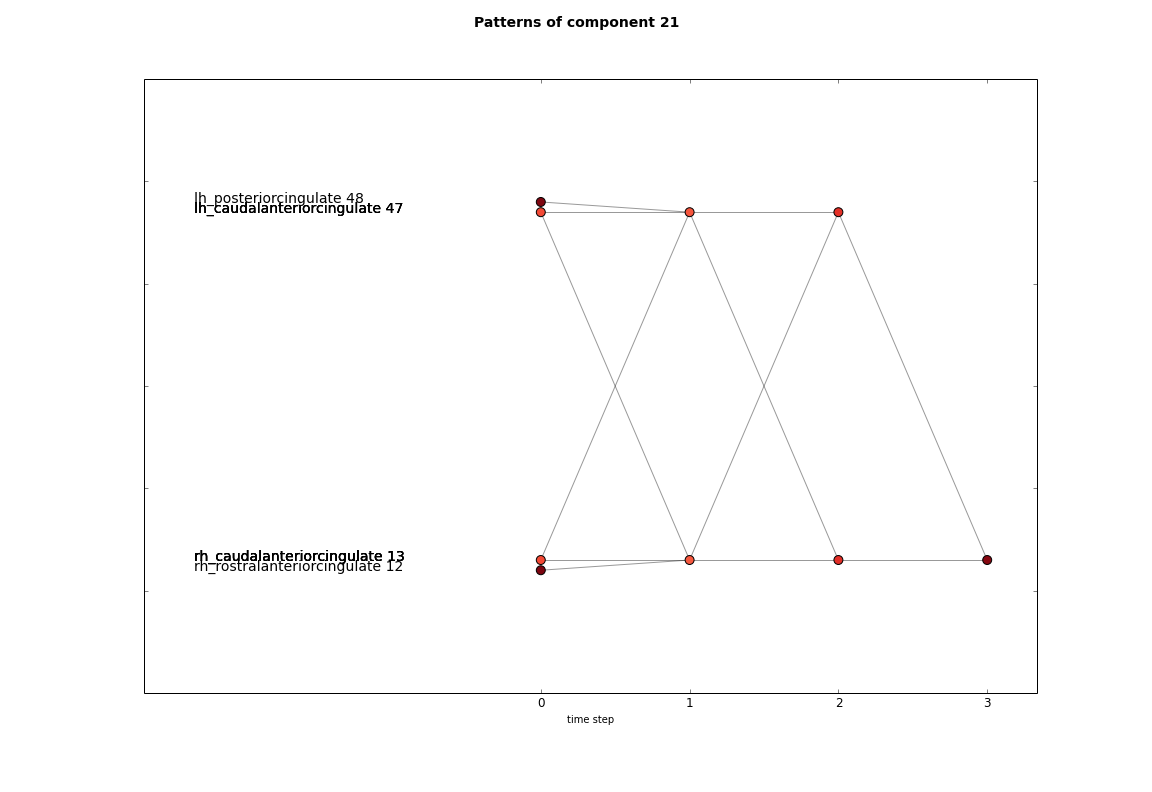 Patterns of component 21
lh_posteriorcingulate 48
lh_caudalanteriorcingulate 47
rh_caudalanteriorcingulate 13
rh_rostralanteriorcingulate 12
0 1 2 3
time step